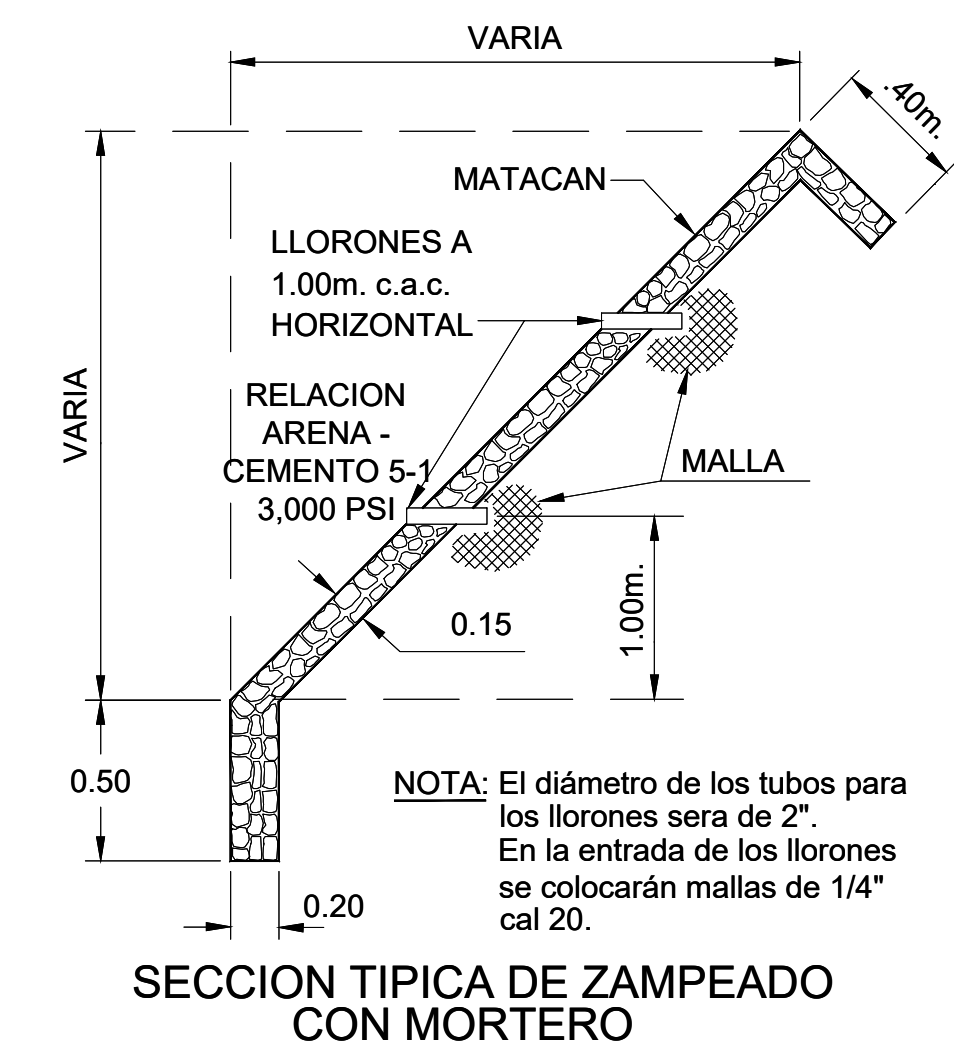 VARIA
.40m.
MATACAN
LLORONES A
1.00m. c.a.c.
HORIZONTAL
VARIA
RELACION
ARENA -
CEMENTO 5-1
3,000 PSI
MALLA
1.00m.
0.15
0.50
0.20
NOTA: El diámetro de los tubos para
los llorones sera de 2".
En la entrada de los llorones
se colocarán mallas de 1/4"
cal 20.
SECCION TIPICA DE ZAMPEADO
CON MORTERO